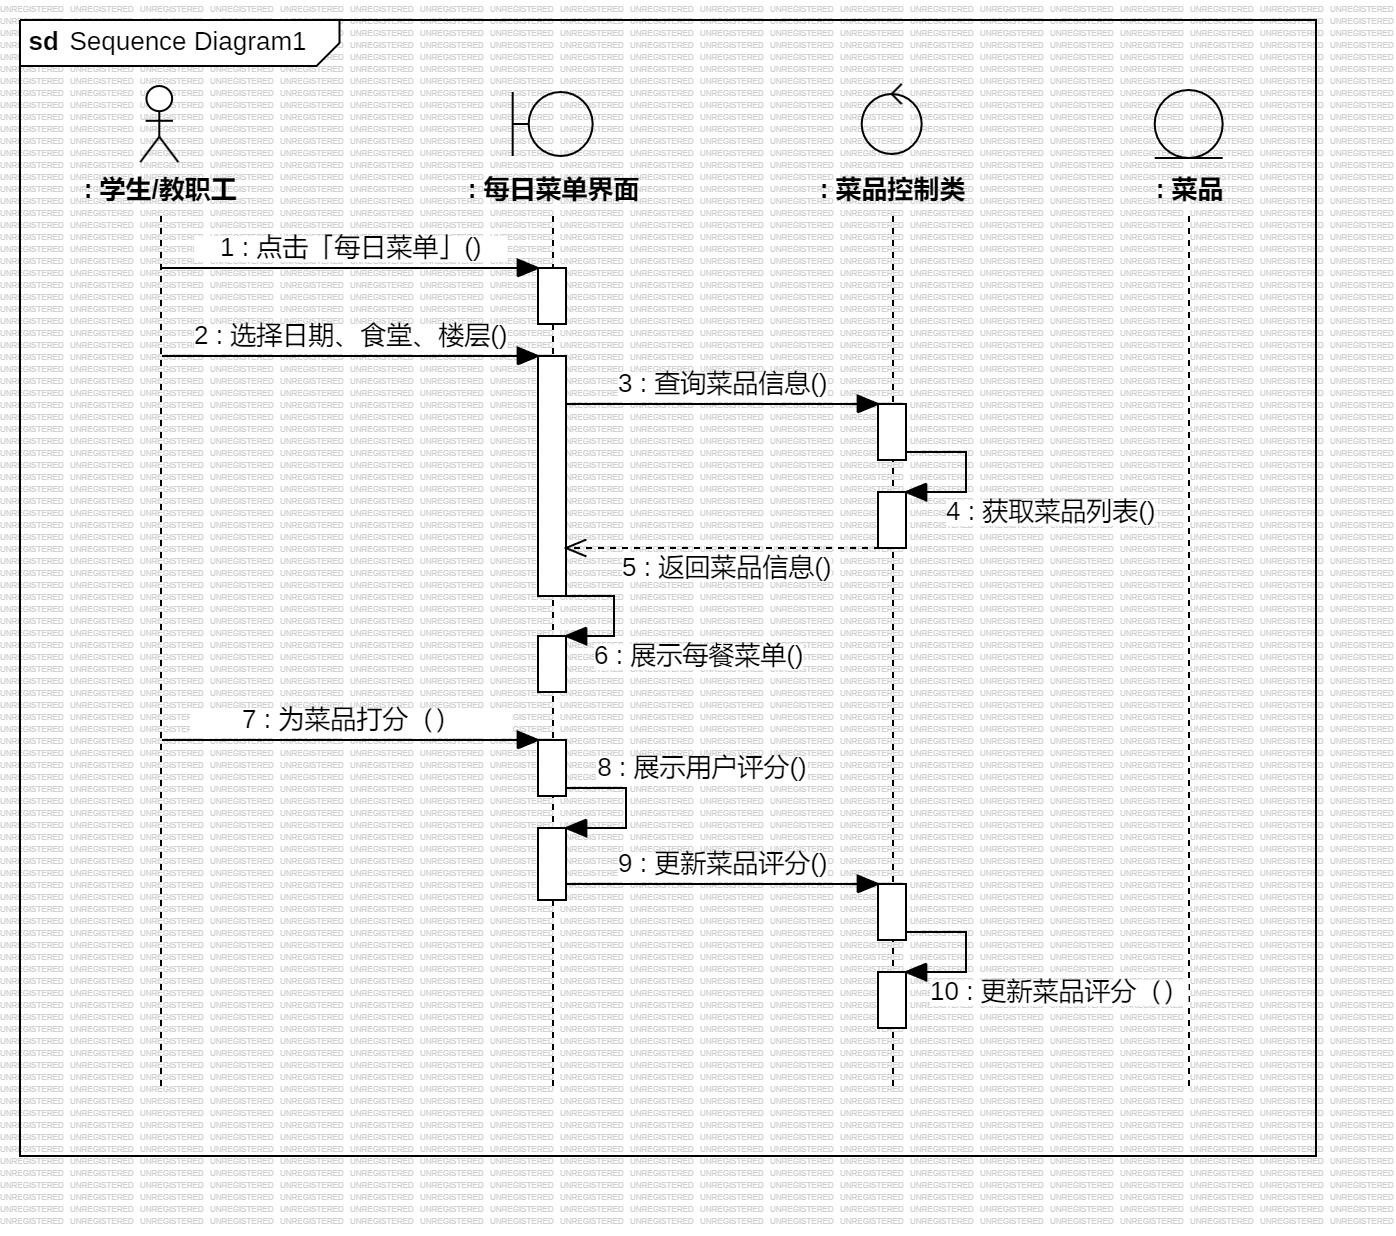 sd Sequence Diagram1
: 学生/教职工
: 每日菜单界面
: 菜品控制类
: 菜品
1 : 点击「每日菜单」()
2 : 选择日期、食堂、楼层()
3 : 查询菜品信息()
4 : 获取菜品列表()
5 : 返回菜品信息()
6 : 展示每餐菜单()
7 : 为菜品打分（）
8 : 展示用户评分()
9 : 更新菜品评分()
10 : 更新菜品评分（）
UNREGISTERED